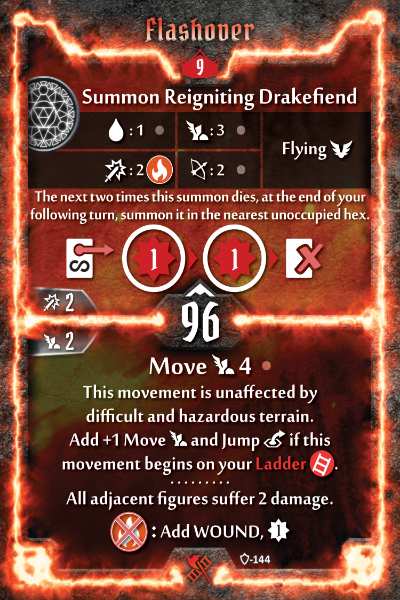 Flashover
9
Summon Reigniting Drakefiend
: 1 : 3
Flying
: 2 : 2
The next two times this summon dies, at the end of your
following turn, summon it in the nearest unoccupied hex.
S 1 1
2
96
2
Move 4
This movement is unaffected by
difficult and hazardous terrain.
Add +1 Move and Jump if this
movement begins on your Ladder .
All adjacent figures suffer 2 damage.
: Add WOUND, 1
-144